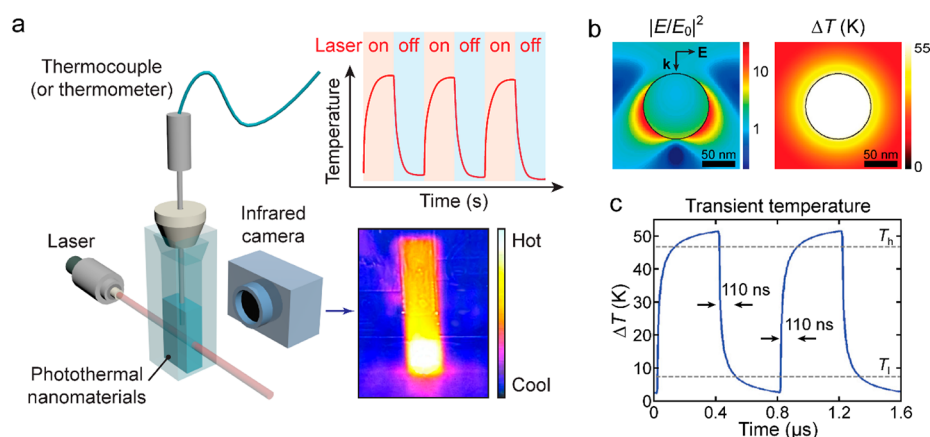 a
Laser on off on off on off
Thermocouple
(or thermometer)
Temperature
Time (s)
Laser
Infrared
camera
Hot
Cool
Photothermal
nanomaterials
b
|E/E₀|²
ΔT (K)
k
E
10
1
50 nm
55
0
50 nm
c
Transient temperature
50
40
30
20
10
0
ΔT (K)
Tₕ
110 ns
110 ns
Tₗ
0 0.4 0.8 1.2 1.6
Time (μs)